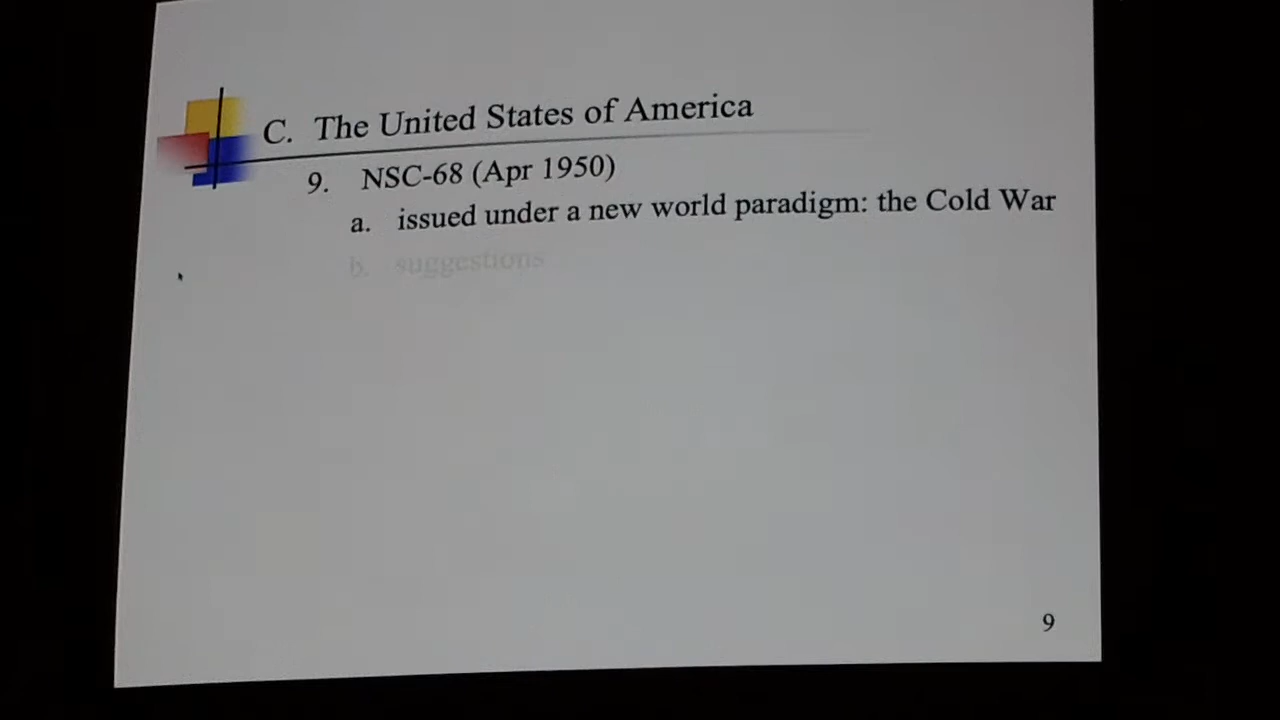 C. The United States of America
9. NSC-68 (Apr 1950)
a. issued under a new world paradigm: the Cold War
b. suggestions
9